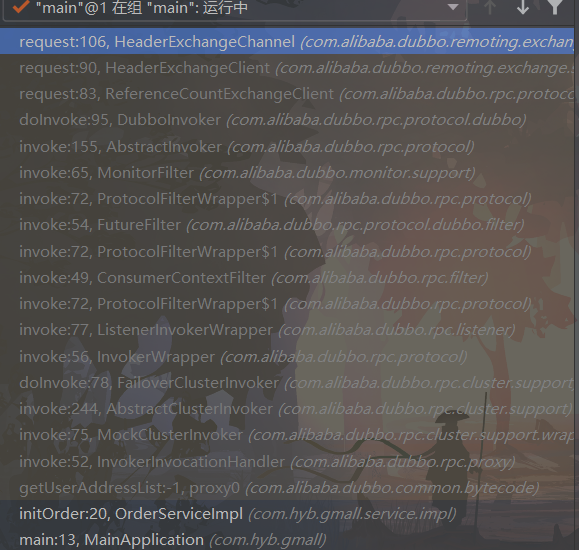 "main"@1 在组 "main": 运行中
request:106, HeaderExchangeChannel (com.alibaba.dubbo.remoting.exchang
request:90, HeaderExchangeClient (com.alibaba.dubbo.remoting.exchange.s
request:83, ReferenceCountExchangeClient (com.alibaba.dubbo.rpc.protoco
doInvoke:95, DubboInvoker (com.alibaba.dubbo.rpc.protocol.dubbo)
invoke:155, AbstractInvoker (com.alibaba.dubbo.rpc.protocol)
invoke:65, MonitorFilter (com.alibaba.dubbo.monitor.support)
invoke:72, ProtocolFilterWrapper$1 (com.alibaba.dubbo.rpc.protocol)
invoke:54, FutureFilter (com.alibaba.dubbo.rpc.protocol.dubbo.filter)
invoke:72, ProtocolFilterWrapper$1 (com.alibaba.dubbo.rpc.protocol)
invoke:49, ConsumerContextFilter (com.alibaba.dubbo.rpc.filter)
invoke:72, ProtocolFilterWrapper$1 (com.alibaba.dubbo.rpc.protocol)
invoke:77, ListenerInvokerWrapper (com.alibaba.dubbo.rpc.listener)
invoke:56, InvokerWrapper (com.alibaba.dubbo.rpc.protocol)
doInvoke:78, FailoverClusterInvoker (com.alibaba.dubbo.rpc.cluster.support
invoke:244, AbstractClusterInvoker (com.alibaba.dubbo.rpc.cluster.support)
invoke:75, MockClusterInvoker (com.alibaba.dubbo.rpc.cluster.support.wrap
invoke:52, InvokerInvocationHandler (com.alibaba.dubbo.rpc.proxy)
getUserAddressList:-1, proxy0 (com.alibaba.dubbo.common.bytecode)
initOrder:20, OrderServiceImpl (com.hyb.gmall.service.impl)
main:13, MainApplication (com.hyb.gmall)